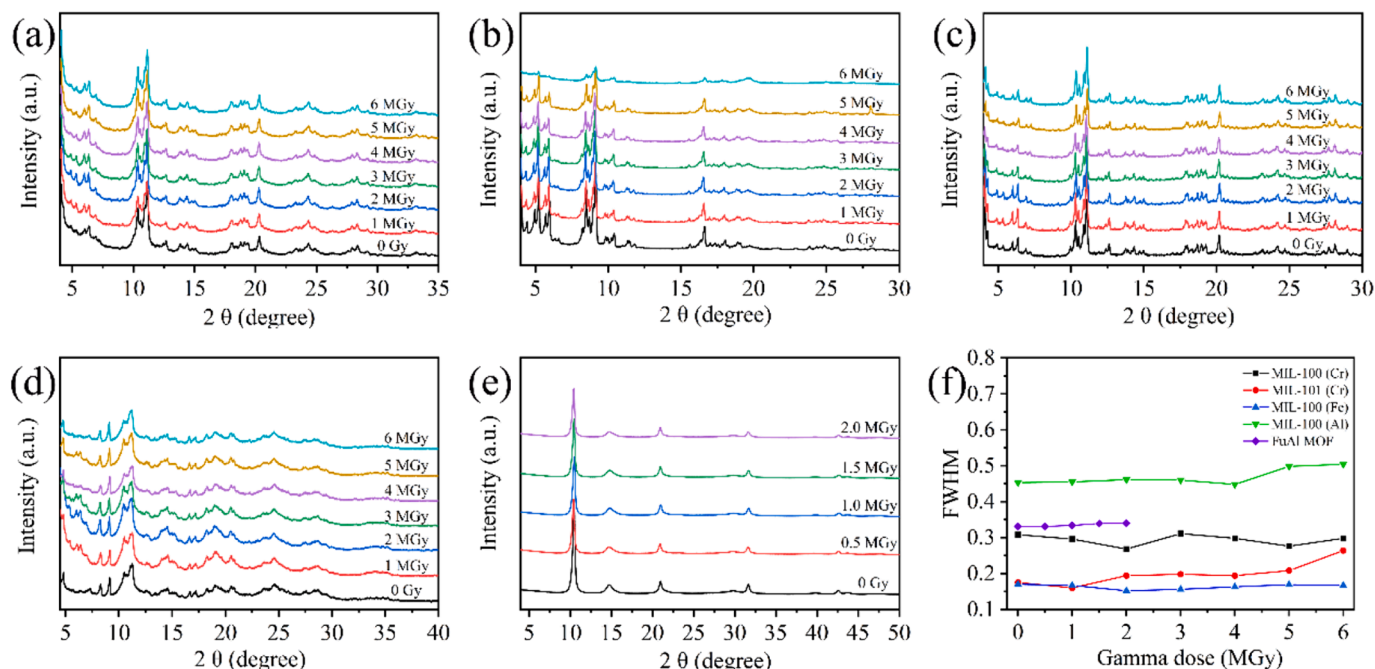 (a)
Intensity (a.u.)
6 MGy
5 MGy
4 MGy
3 MGy
2 MGy
1 MGy
0 Gy
5 10 15 20 25 30 35
2 θ (degree)
(b)
Intensity (a.u.)
6 MGy
5 MGy
4 MGy
3 MGy
2 MGy
1 MGy
0 Gy
5 10 15 20 25 30
2 θ (degree)
(c)
Intensity (a.u.)
6 MGy
5 MGy
4 MGy
3 MGy
2 MGy
1 MGy
0 Gy
5 10 15 20 25 30
2 θ (degree)
(d)
Intensity (a.u.)
6 MGy
5 MGy
4 MGy
3 MGy
2 MGy
1 MGy
0 Gy
5 10 15 20 25 30 35 40
2 θ (degree)
(e)
Intensity (a.u.)
2.0 MGy
1.5 MGy
1.0 MGy
0.5 MGy
0 Gy
5 10 15 20 25 30 35 40 45 50
2 θ (degree)
(f)
FWHM
0.8
0.7
0.6
0.5
0.4
0.3
0.2
0.1
MIL-100 (Cr)
MIL-101 (Cr)
MIL-100 (Fe)
MIL-100 (Al)
FuAl MOF
0 1 2 3 4 5 6
Gamma dose (MGy)